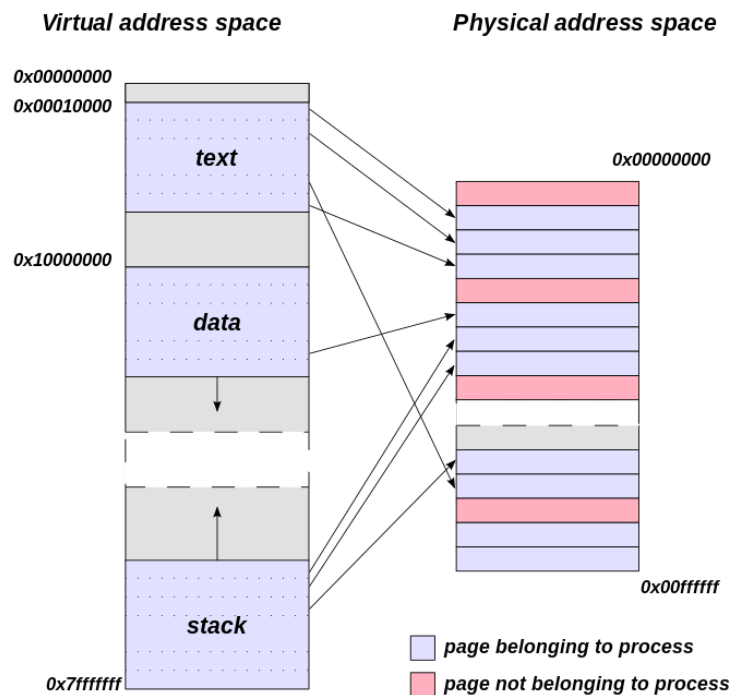 Virtual address space
Physical address space
0x00000000
0x00010000
text
0x00000000
0x10000000
data
stack
0x00ffffff
0x7fffffff
page belonging to process
page not belonging to process